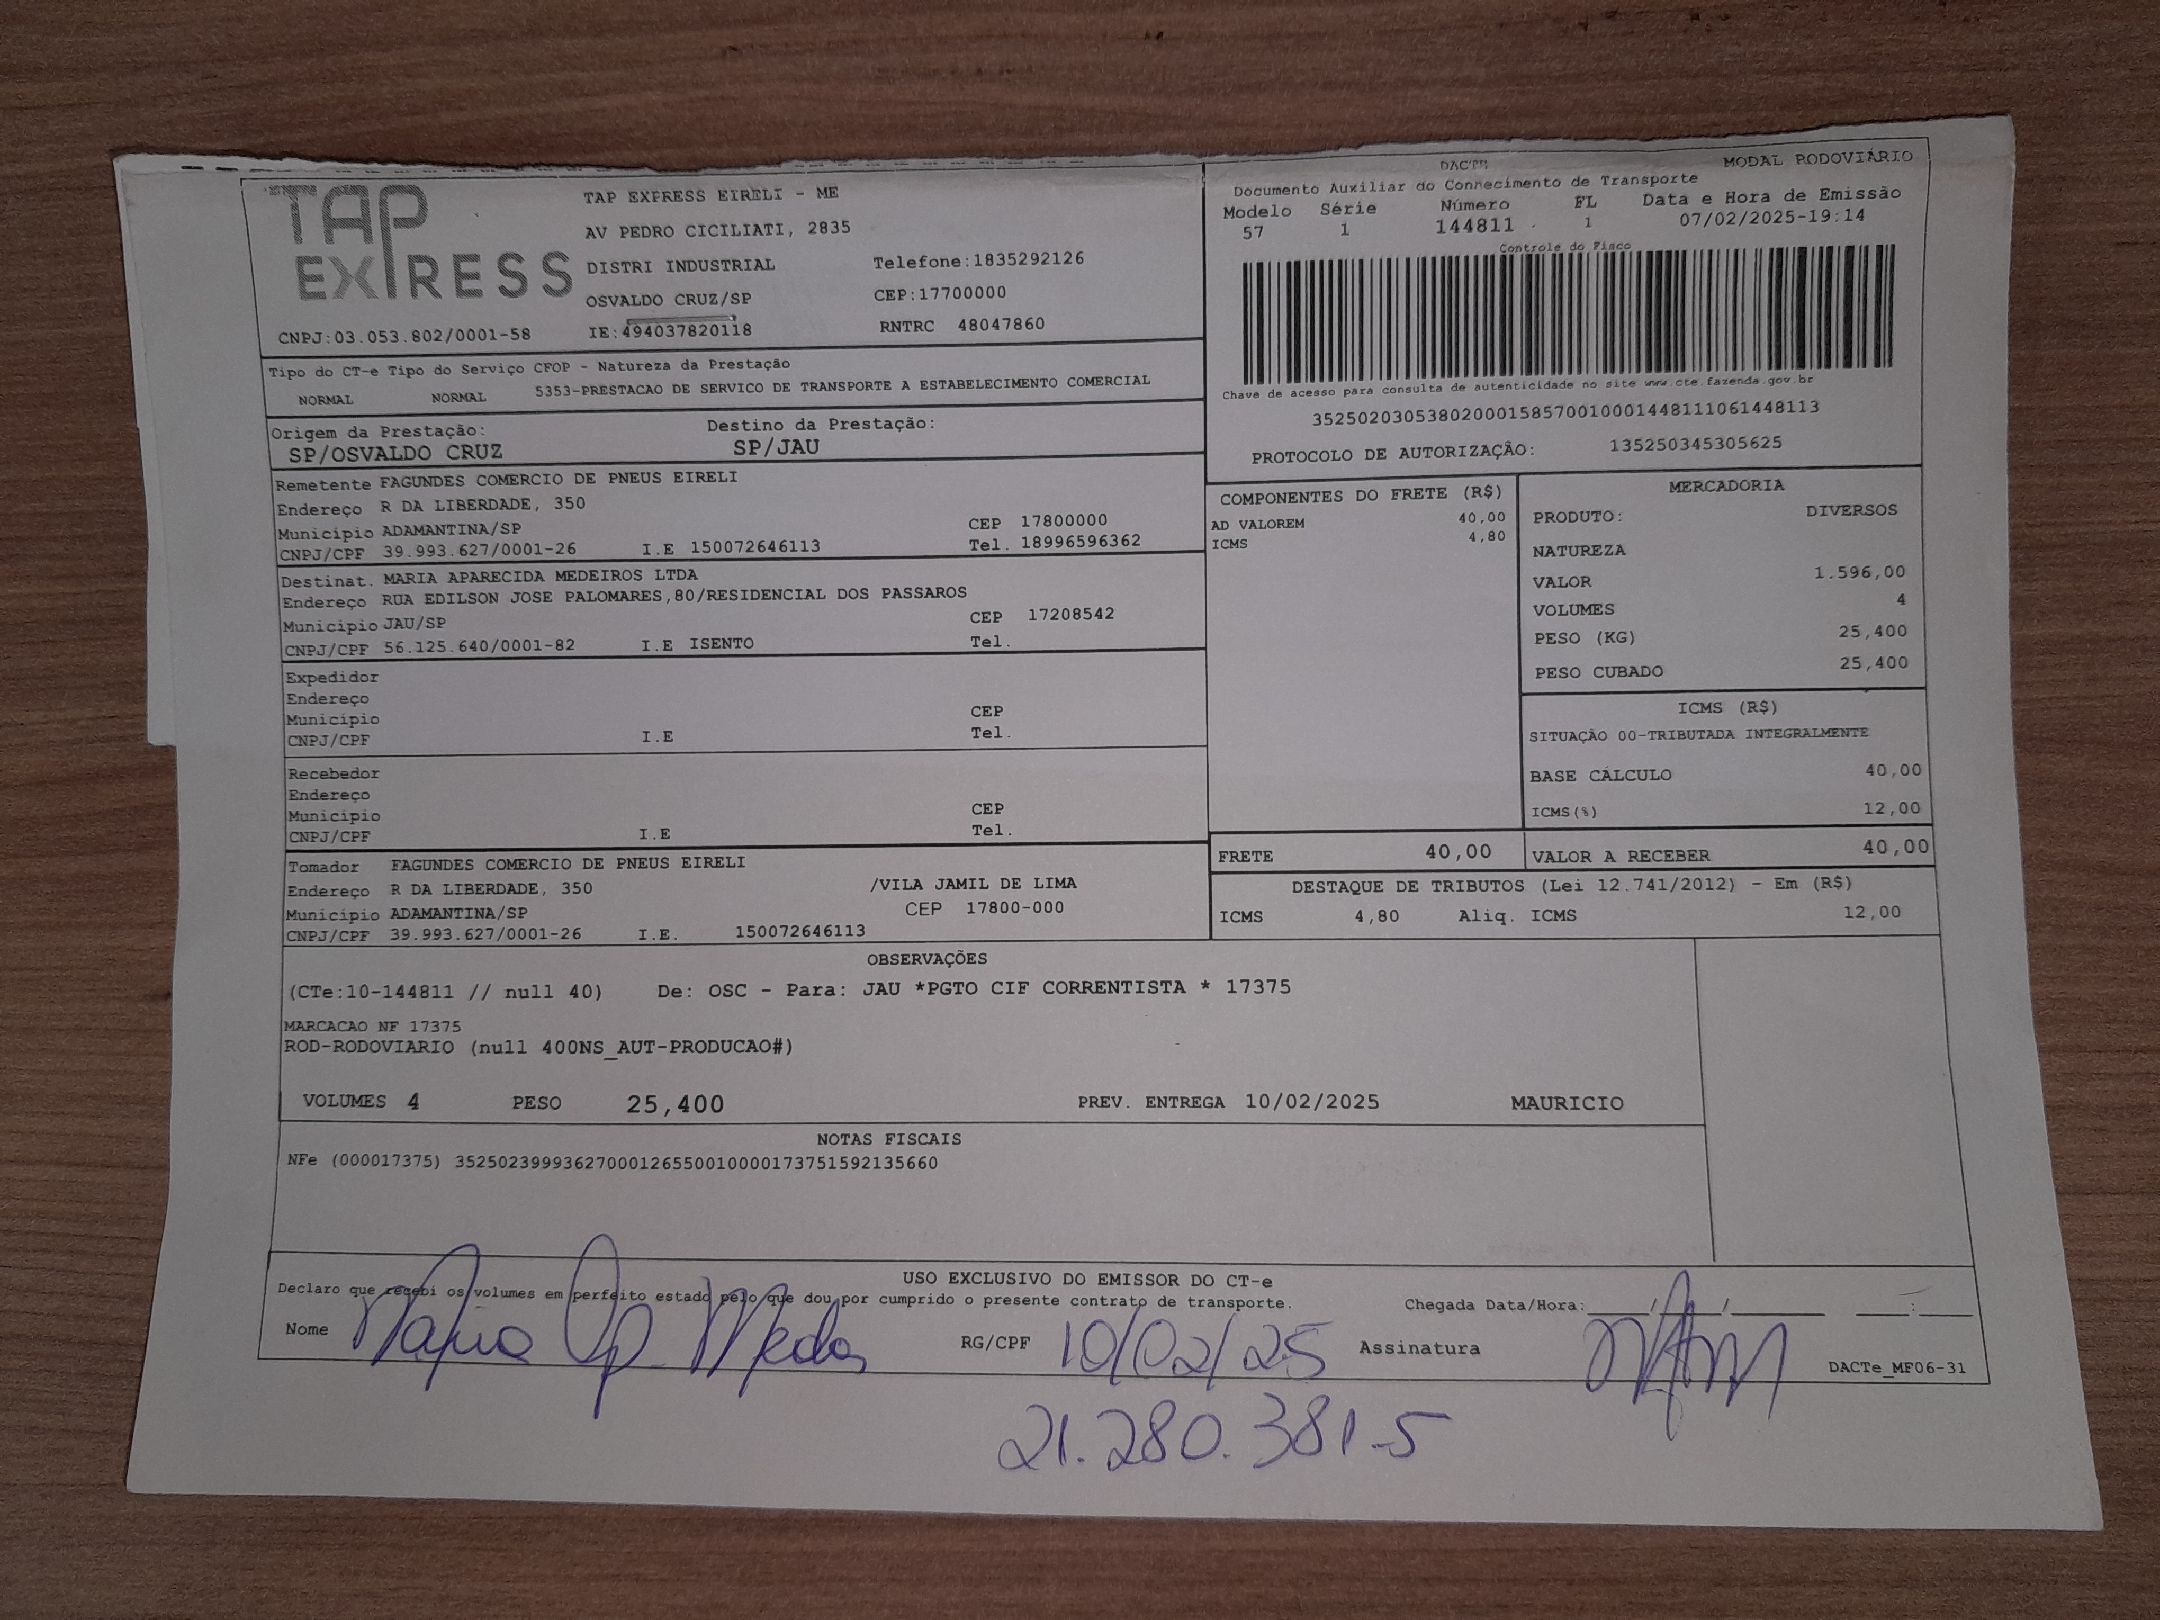 TAP EXPRESS
TAP EXPRESS EIRELI - ME
AV PEDRO CICILIATI, 2835
DISTRI INDUSTRIAL Telefone:1835292126
OSVALDO CRUZ/SP CEP:17700000
CNPJ:03.053.802/0001-58 IE:494037820118 RNTRC 48047860
DACTE MODAL RODOVIÁRIO
Documento Auxiliar do Conhecimento de Transporte
Modelo Série Número FL Data e Hora de Emissão
57 1 144811 1 07/02/2025-19:14
Controle do Fisco
Chave de acesso para consulta de autenticidade no site www.cte.fazenda.gov.br
35250203053802000158570010001448111061448113
PROTOCOLO DE AUTORIZAÇÃO: 135250345305625
Tipo do CT-e Tipo do Serviço CFOP - Natureza da Prestação
NORMAL NORMAL 5353-PRESTACAO DE SERVICO DE TRANSPORTE A ESTABELECIMENTO COMERCIAL
Origem da Prestação: Destino da Prestação:
SP/OSVALDO CRUZ SP/JAU
Remetente FAGUNDES COMERCIO DE PNEUS EIRELI
Endereço R DA LIBERDADE, 350
Município ADAMANTINA/SP CEP 17800000
CNPJ/CPF 39.993.627/0001-26 I.E 150072646113 Tel. 18996596362
Destinat. MARIA APARECIDA MEDEIROS LTDA
Endereço RUA EDILSON JOSE PALOMARES,80/RESIDENCIAL DOS PASSAROS
Município JAU/SP CEP 17208542
CNPJ/CPF 56.125.640/0001-82 I.E ISENTO Tel.
Expedidor
Endereço
Município CEP
CNPJ/CPF I.E Tel.
Recebedor
Endereço
Município CEP
CNPJ/CPF I.E Tel.
Tomador FAGUNDES COMERCIO DE PNEUS EIRELI
Endereço R DA LIBERDADE, 350 /VILA JAMIL DE LIMA
Município ADAMANTINA/SP CEP 17800-000
CNPJ/CPF 39.993.627/0001-26 I.E. 150072646113
COMPONENTES DO FRETE (R$)
AD VALOREM 40,00
ICMS 4,80
MERCADORIA
PRODUTO: DIVERSOS
NATUREZA
VALOR 1.596,00
VOLUMES 4
PESO (KG) 25,400
PESO CUBADO 25,400
ICMS (R$)
SITUAÇÃO 00-TRIBUTADA INTEGRALMENTE
BASE CÁLCULO 40,00
ICMS(%) 12,00
FRETE 40,00 VALOR A RECEBER 40,00
DESTAQUE DE TRIBUTOS (Lei 12.741/2012) - Em (R$)
ICMS 4,80 Aliq. ICMS 12,00
OBSERVAÇÕES
(CTe:10-144811 // null 40) De: OSC - Para: JAU *PGTO CIF CORRENTISTA * 17375
MARCACAO NF 17375
ROD-RODOVIARIO (null 400NS_AUT-PRODUCAO#)
VOLUMES 4 PESO 25,400 PREV. ENTREGA 10/02/2025 MAURICIO
NOTAS FISCAIS
NFe (000017375) 35250239993627000126550010000173751592135660
USO EXCLUSIVO DO EMISSOR DO CT-e
Declaro que recebi os volumes em perfeito estado pelo que dou por cumprido o presente contrato de transporte. Chegada Data/Hora:____/____/______ ___:___
Nome Maria Ap. RG/CPF 10/02/25 Assinatura
DACTe_MF06-31
21.280.381-5